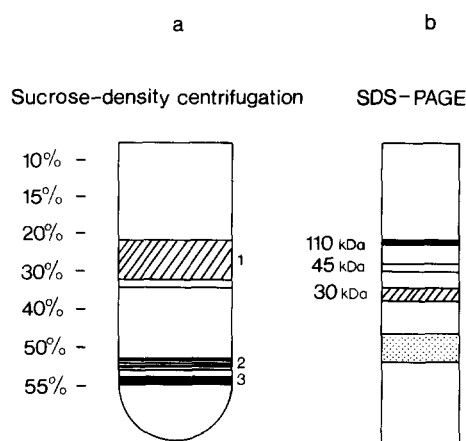 a
b
Sucrose-density centrifugation
SDS-PAGE
10% -
15% -
20% -
30% -
40% -
50% -
55% -
1
2
3
110 kDa
45 kDa
30 kDa